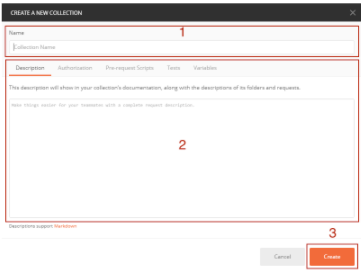 CREATE A NEW COLLECTION
Name
1
Collection Name
Description Authorization Pre-request Scripts Tests Variables
This description will show in your collection's documentation, along with the descriptions of its folders and requests.
Make things easier for your teammates with a complete request description.
2
Descriptions support Markdown
3
Cancel Create